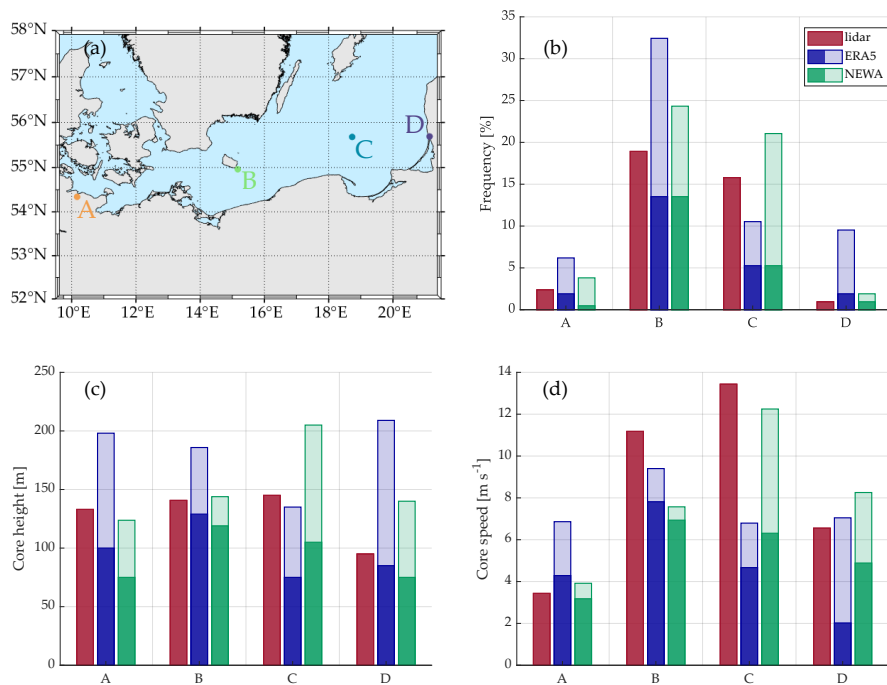 58°N
57°N
56°N
55°N
54°N
53°N
52°N
10°E 12°E 14°E 16°E 18°E 20°E
(a)
A
B
C
D
(b)
Frequency [%]
35
30
25
20
15
10
5
0
A B C D
lidar
ERA5
NEWA
(c)
Core height [m]
250
200
150
100
50
0
A B C D
(d)
Core speed [m s⁻¹]
14
12
10
8
6
4
2
0
A B C D